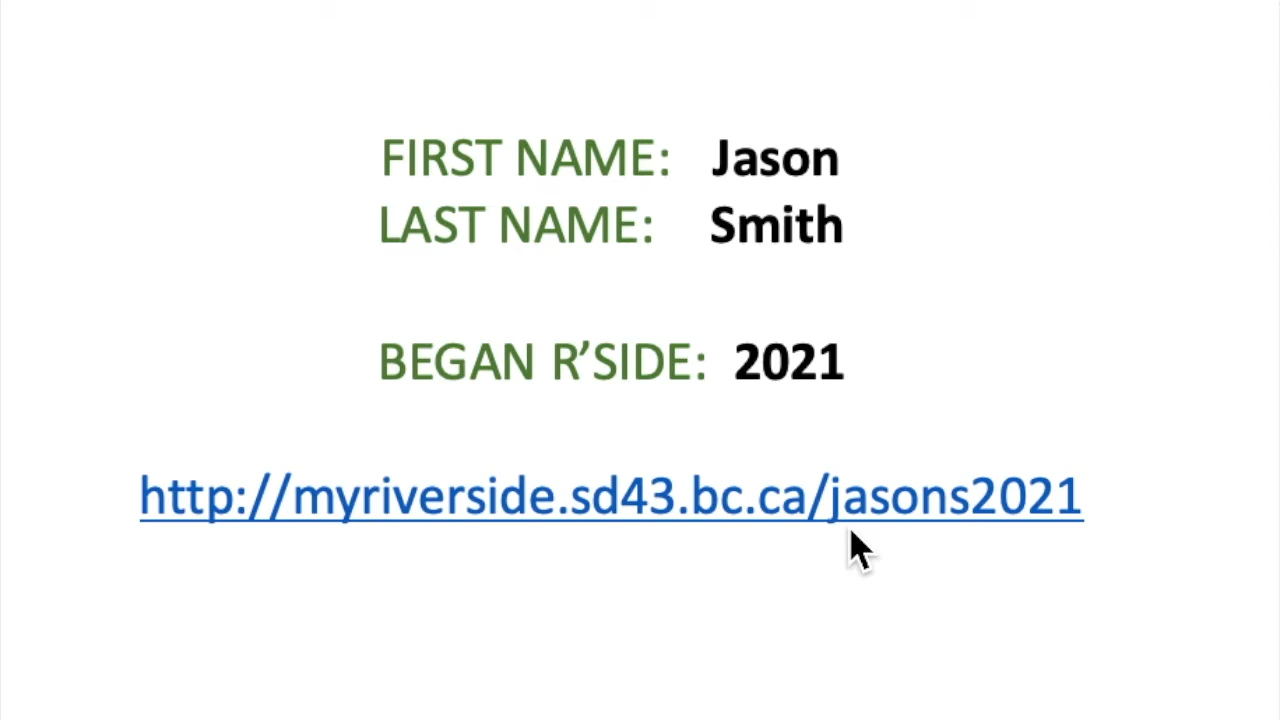 FIRST NAME: Jason
LAST NAME: Smith
BEGAN R’SIDE: 2021
http://myriverside.sd43.bc.ca/jasons2021